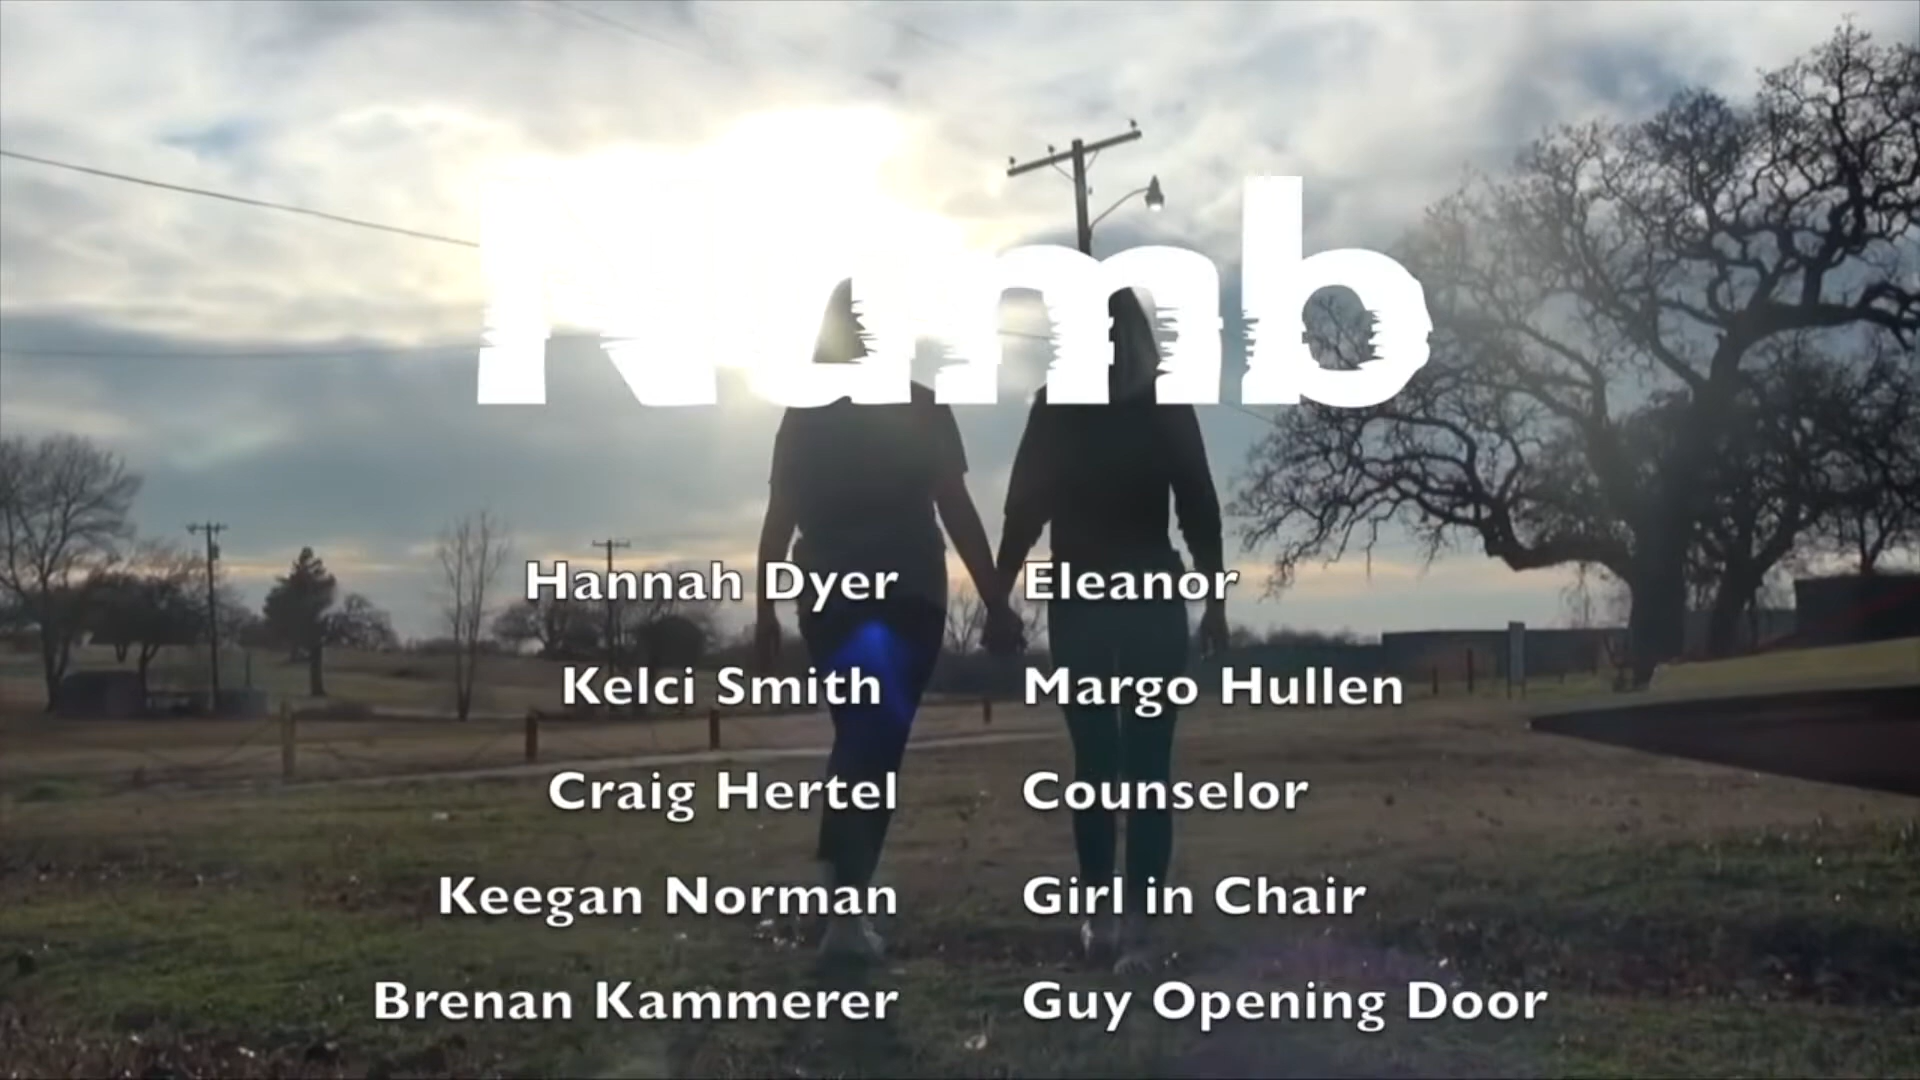 Numb
Hannah Dyer Eleanor
Kelci Smith Margo Hullen
Craig Hertel Counselor
Keegan Norman Girl in Chair
Brenan Kammerer Guy Opening Door